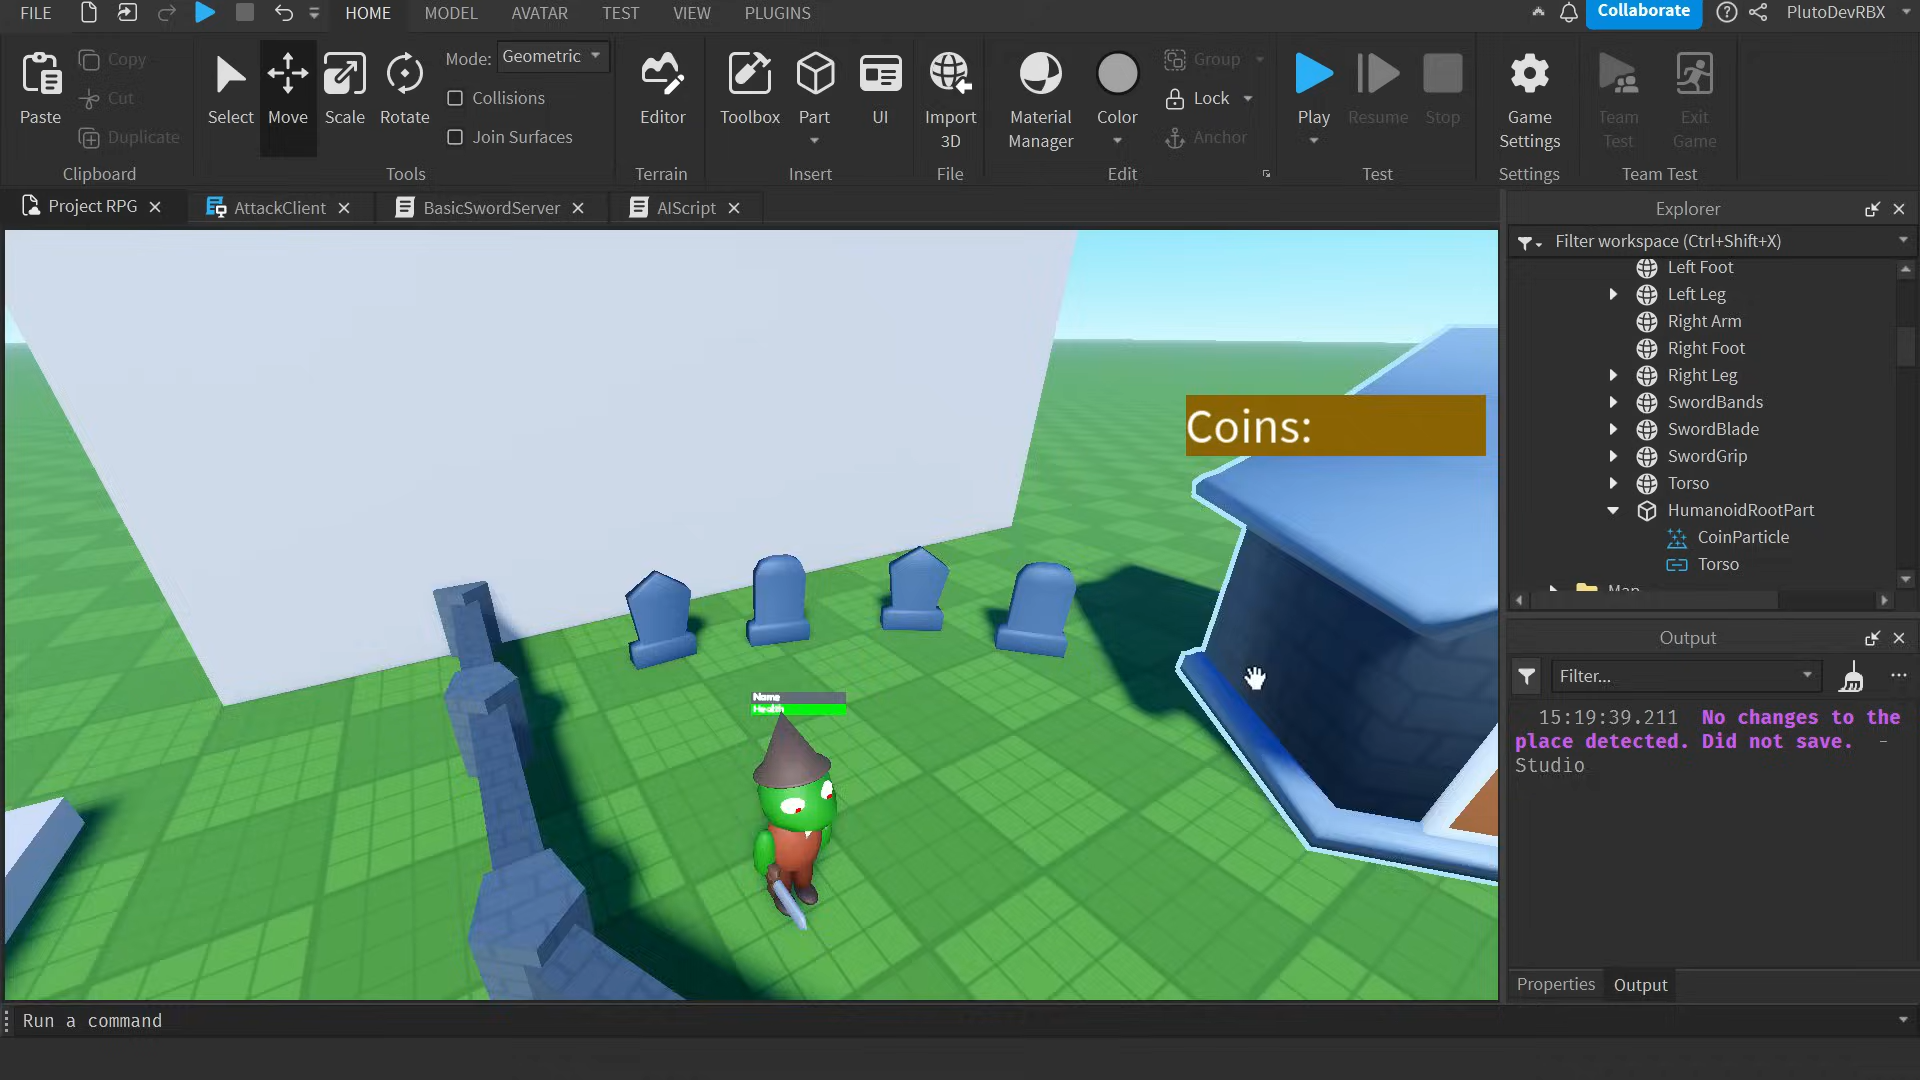 FILE HOME MODEL AVATAR TEST VIEW PLUGINS Collaborate PlutoDevRBX
Paste
Copy
Cut
Duplicate
Clipboard
Select Move Scale Rotate
Mode: Geometric
Collisions
Join Surfaces
Tools
Editor
Terrain
Toolbox Part UI
Insert
Import
3D
File
Material
Manager
Color
Group
Lock
Anchor
Edit
Play Resume Stop
Test
Game
Settings
Settings
Team
Test
Exit
Game
Team Test
Project RPG AttackClient BasicSwordServer AIScript
Explorer
Filter workspace (Ctrl+Shift+X)
Left Foot
Left Leg
Right Arm
Right Foot
Right Leg
SwordBands
SwordBlade
SwordGrip
Torso
HumanoidRootPart
CoinParticle
Torso
Map
Coins:
Name
Health
Output
Filter...
15:19:39.211 No changes to the
place detected. Did not save. -
Studio
Properties Output
Run a command